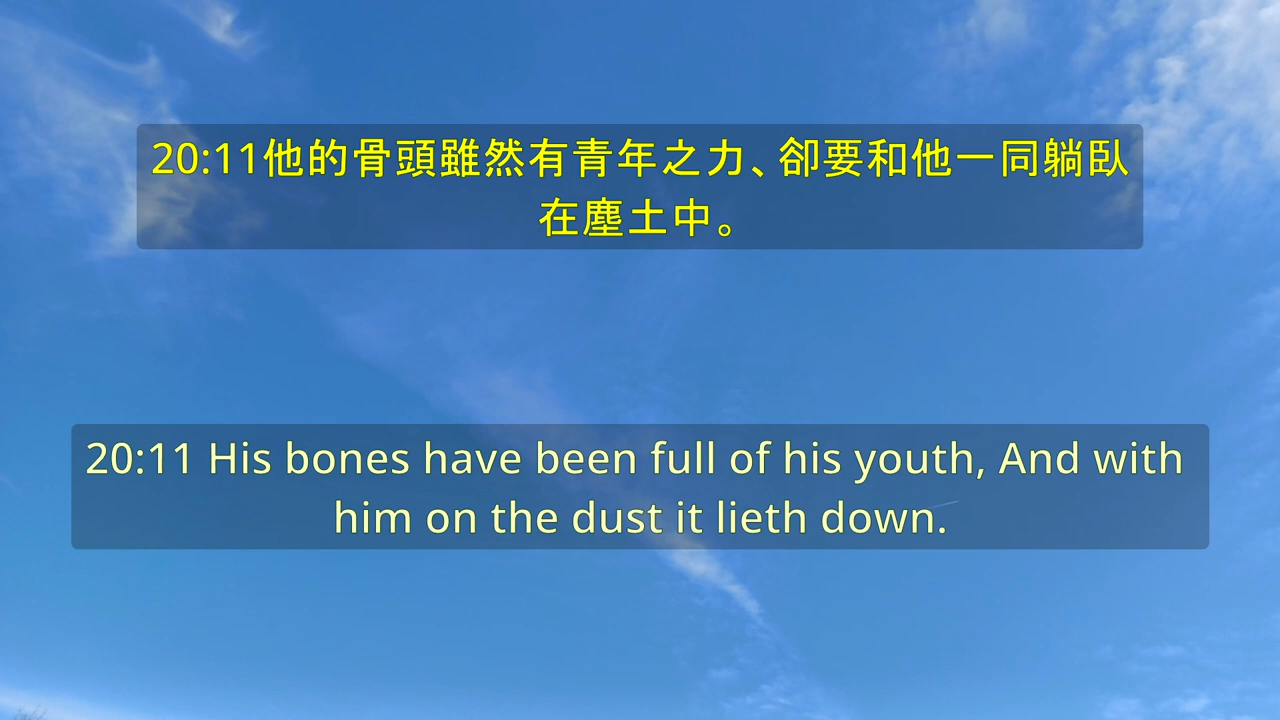 20:11他的骨頭雖然有青年之力、卻要和他一同躺臥
在塵土中。
20:11 His bones have been full of his youth, And with
him on the dust it lieth down.